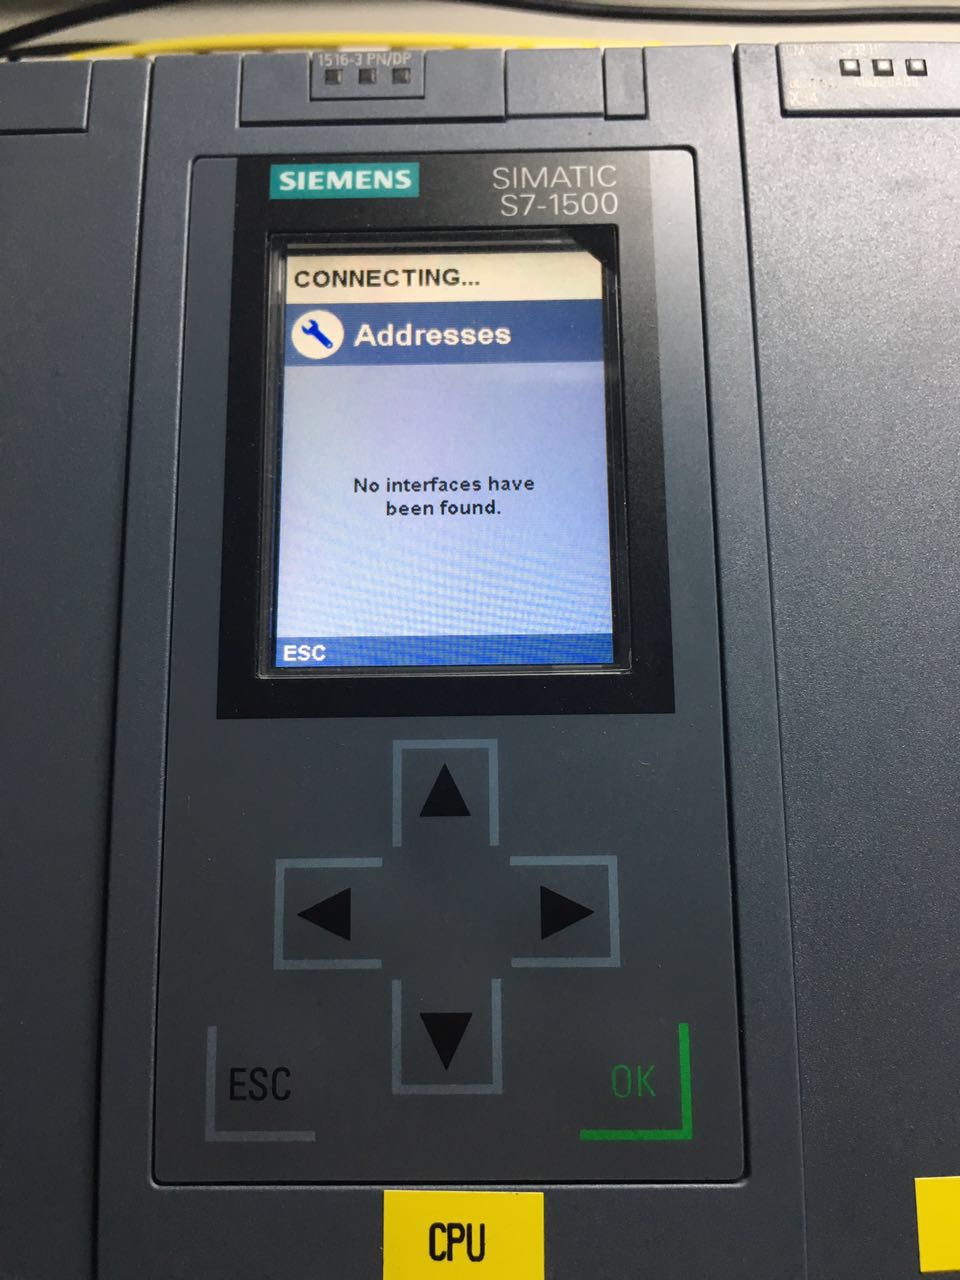 1516-3 PN/DP
SIEMENS
SIMATIC
S7-1500
CONNECTING...
Addresses
No interfaces have
been found.
ESC
ESC
OK
CPU